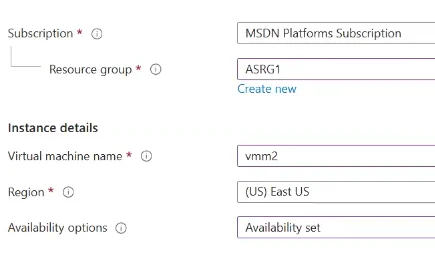 Subscription * MSDN Platforms Subscription
Resource group * ASRG1
Create new
Instance details
Virtual machine name * vmm2
Region * (US) East US
Availability options Availability set